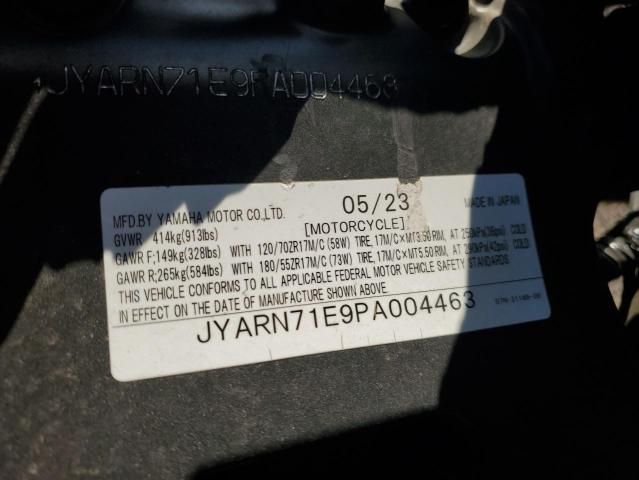 JYARN71E9PA004463
MFD.BY YAMAHA MOTOR CO.,LTD. 05/23 MADE IN JAPAN
GVWR 414kg(913lbs) [MOTORCYCLE]
GAWR F;149kg(328lbs) WITH 120/70ZR17M/C (58W) TIRE,17M/C×MT3.50 RIM, AT 250kPa(36psi) COLD
GAWR R;265kg(584lbs) WITH 180/55ZR17M/C (73W) TIRE,17M/C×MT5.50 RIM, AT 290kPa(42psi) COLD
THIS VEHICLE CONFORMS TO ALL APPLICABLE FEDERAL MOTOR VEHICLE SAFETY STANDARDS
IN EFFECT ON THE DATE OF MANUFACTURE SHOWN ABOVE.
JYARN71E9PA004463